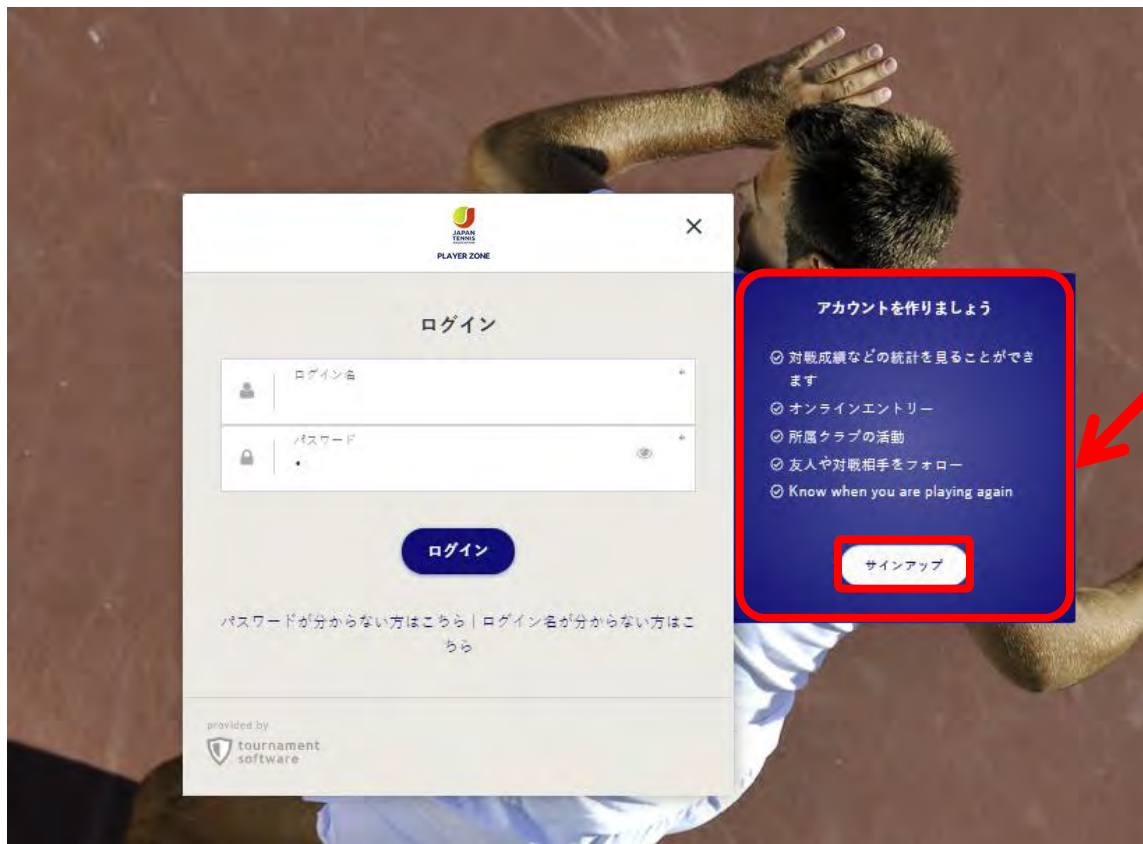 JAPAN
TENNIS
PLAYER ZONE
ログイン
ログイン名
パスワード
ログイン
パスワードが分からない方はこちら | ログイン名が分からない方はこ
ちら
provided by
tournament
software
アカウントを作りましょう
対戦成績などの統計を見ることができ
ます
オンラインエントリー
所属クラブの活動
友人や対戦相手をフォロー
Know when you are playing again
サインアップ